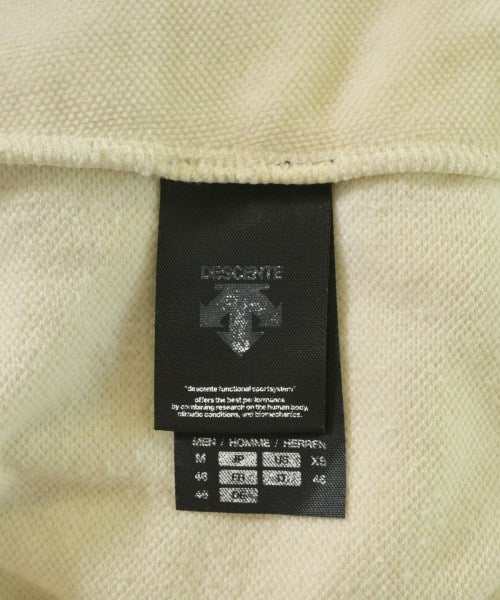 DESCENTE
"descente functional sportsystem"
offers the best performance
by combining research on the human body,
climatic conditions, and biomechanics.
MEN / HOMME / HERREN
M JP US XS
46 FR IT 46
46 DE